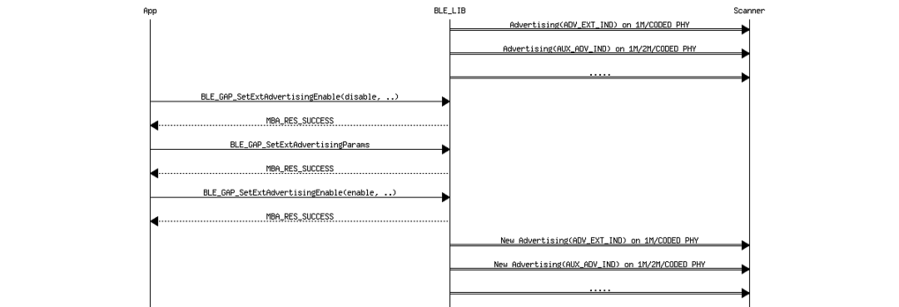 App BLE_LIB Scanner
Advertising(ADV_EXT_IND) on 1M/CODED PHY
Advertising(AUX_ADV_IND) on 1M/2M/CODED PHY
.....
BLE_GAP_SetExtAdvertisingEnable(disable, ..)
MBA_RES_SUCCESS
BLE_GAP_SetExtAdvertisingParams
MBA_RES_SUCCESS
BLE_GAP_SetExtAdvertisingEnable(enable, ..)
MBA_RES_SUCCESS
New Advertising(ADV_EXT_IND) on 1M/CODED PHY
New Advertising(AUX_ADV_IND) on 1M/2M/CODED PHY
.....